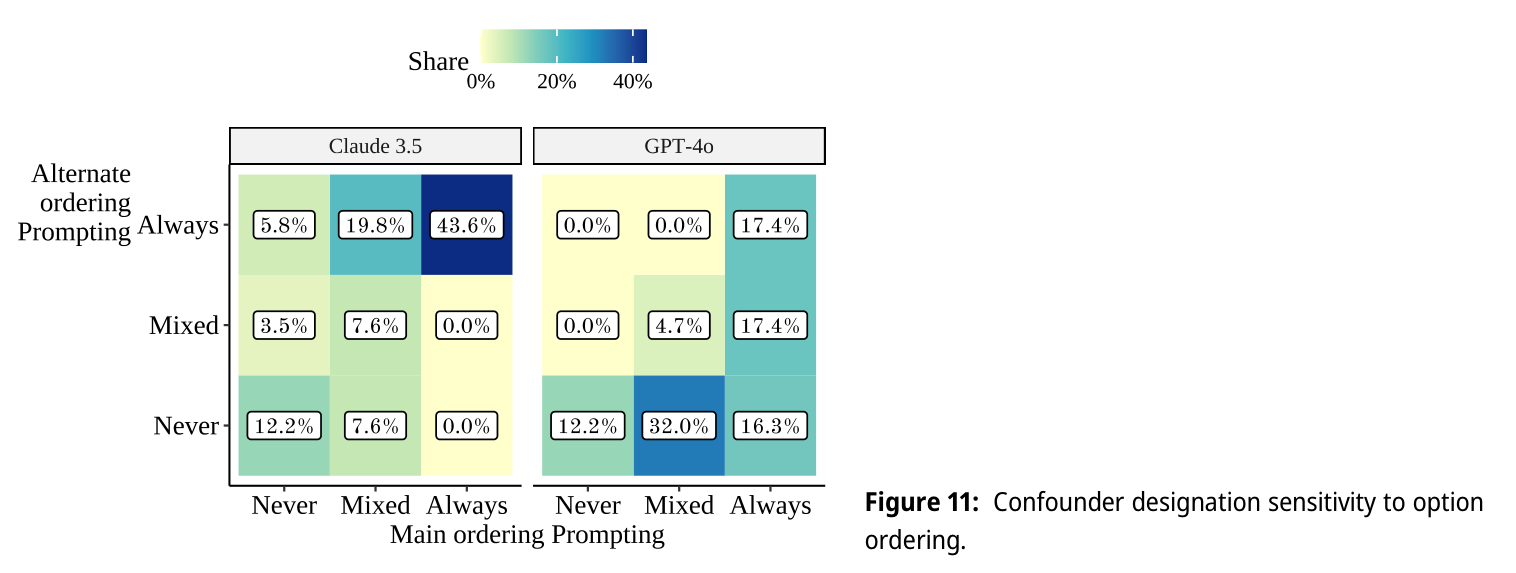 Share
0% 20% 40%
Claude 3.5 GPT-4o
Alternate
ordering
Prompting
Always 5.8% 19.8% 43.6% 0.0% 0.0% 17.4%
Mixed 3.5% 7.6% 0.0% 0.0% 4.7% 17.4%
Never 12.2% 7.6% 0.0% 12.2% 32.0% 16.3%
Never Mixed Always Never Mixed Always
Main ordering Prompting
Figure 11: Confounder designation sensitivity to option
ordering.